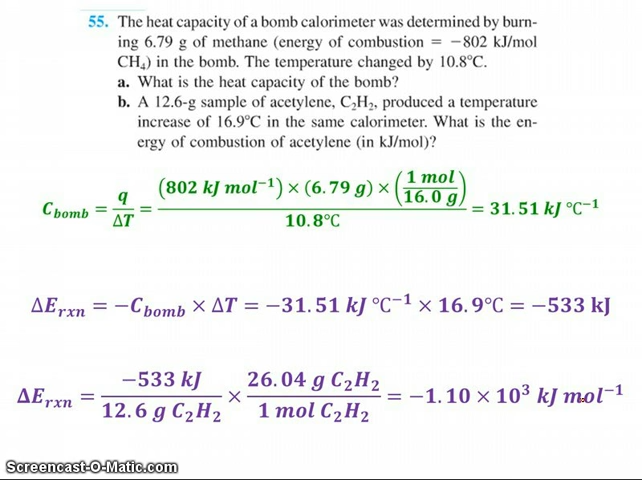 55. The heat capacity of a bomb calorimeter was determined by burn-
ing 6.79 g of methane (energy of combustion = −802 kJ/mol
CH₄) in the bomb. The temperature changed by 10.8°C.
a. What is the heat capacity of the bomb?
b. A 12.6-g sample of acetylene, C₂H₂, produced a temperature
increase of 16.9°C in the same calorimeter. What is the en-
ergy of combustion of acetylene (in kJ/mol)?
C_bomb = q/ΔT = (802 kJ mol⁻¹) × (6.79 g) × (1 mol/16.0 g) / 10.8°C = 31.51 kJ °C⁻¹
ΔE_rxn = −C_bomb × ΔT = −31.51 kJ °C⁻¹ × 16.9°C = −533 kJ
ΔE_rxn = −533 kJ/12.6 g C₂H₂ × 26.04 g C₂H₂/1 mol C₂H₂ = −1.10 × 10³ kJ mol⁻¹
Screencast-O-Matic.com